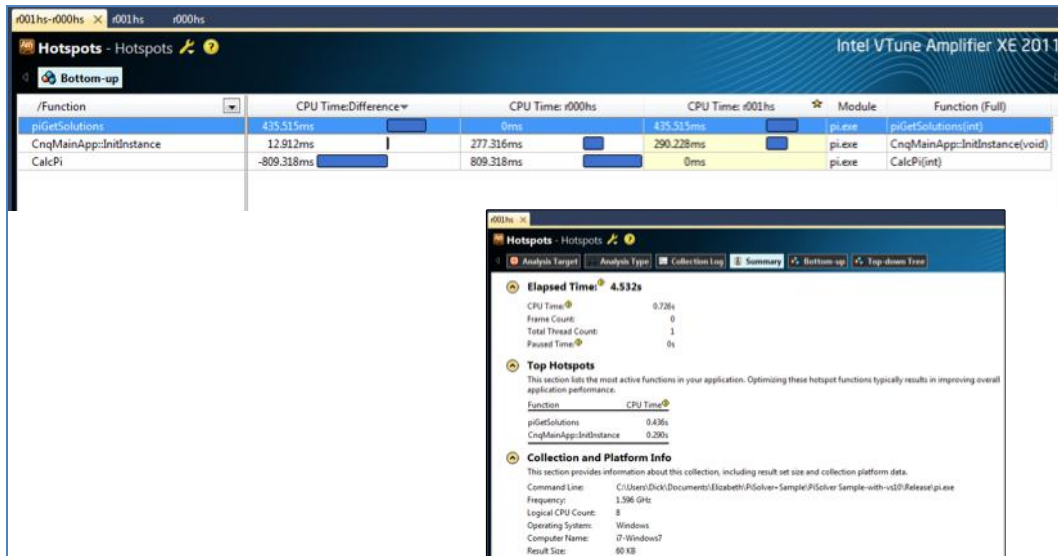 r001hs-r000hs r001hs r000hs
Hotspots - Hotspots Intel VTune Amplifier XE 2011
Bottom-up
/Function CPU Time:Difference CPU Time: r000hs CPU Time: r001hs Module Function (Full)
piGetSolutions 435.515ms 0ms 435.515ms pi.exe piGetSolutions(int)
CnqMainApp::InitInstance 12.912ms 277.316ms 290.228ms pi.exe CnqMainApp::InitInstance(void)
CalcPi -809.318ms 809.318ms 0ms pi.exe CalcPi(int)
r001hs
Hotspots - Hotspots
Analysis Target Analysis Type Collection Log Summary Bottom-up Top-down Tree
Elapsed Time: 4.532s
CPU Time: 0.726s
Frame Count: 0
Total Thread Count: 1
Paused Time: 0s
Top Hotspots
This section lists the most active functions in your application. Optimizing these hotspot functions typically results in improving overall
application performance.
Function CPU Time
piGetSolutions 0.436s
CnqMainApp::InitInstance 0.290s
Collection and Platform Info
This section provides information about this collection, including result set size and collection platform data.
Command Line: C:\Users\Dick\Documents\Elizabeth\PiSolver+Sample\PiSolver Sample-with-vs10\Release\pi.exe
Frequency: 1.596 GHz
Logical CPU Count: 8
Operating System: Windows
Computer Name: i7-Windows7
Result Size: 60 KB